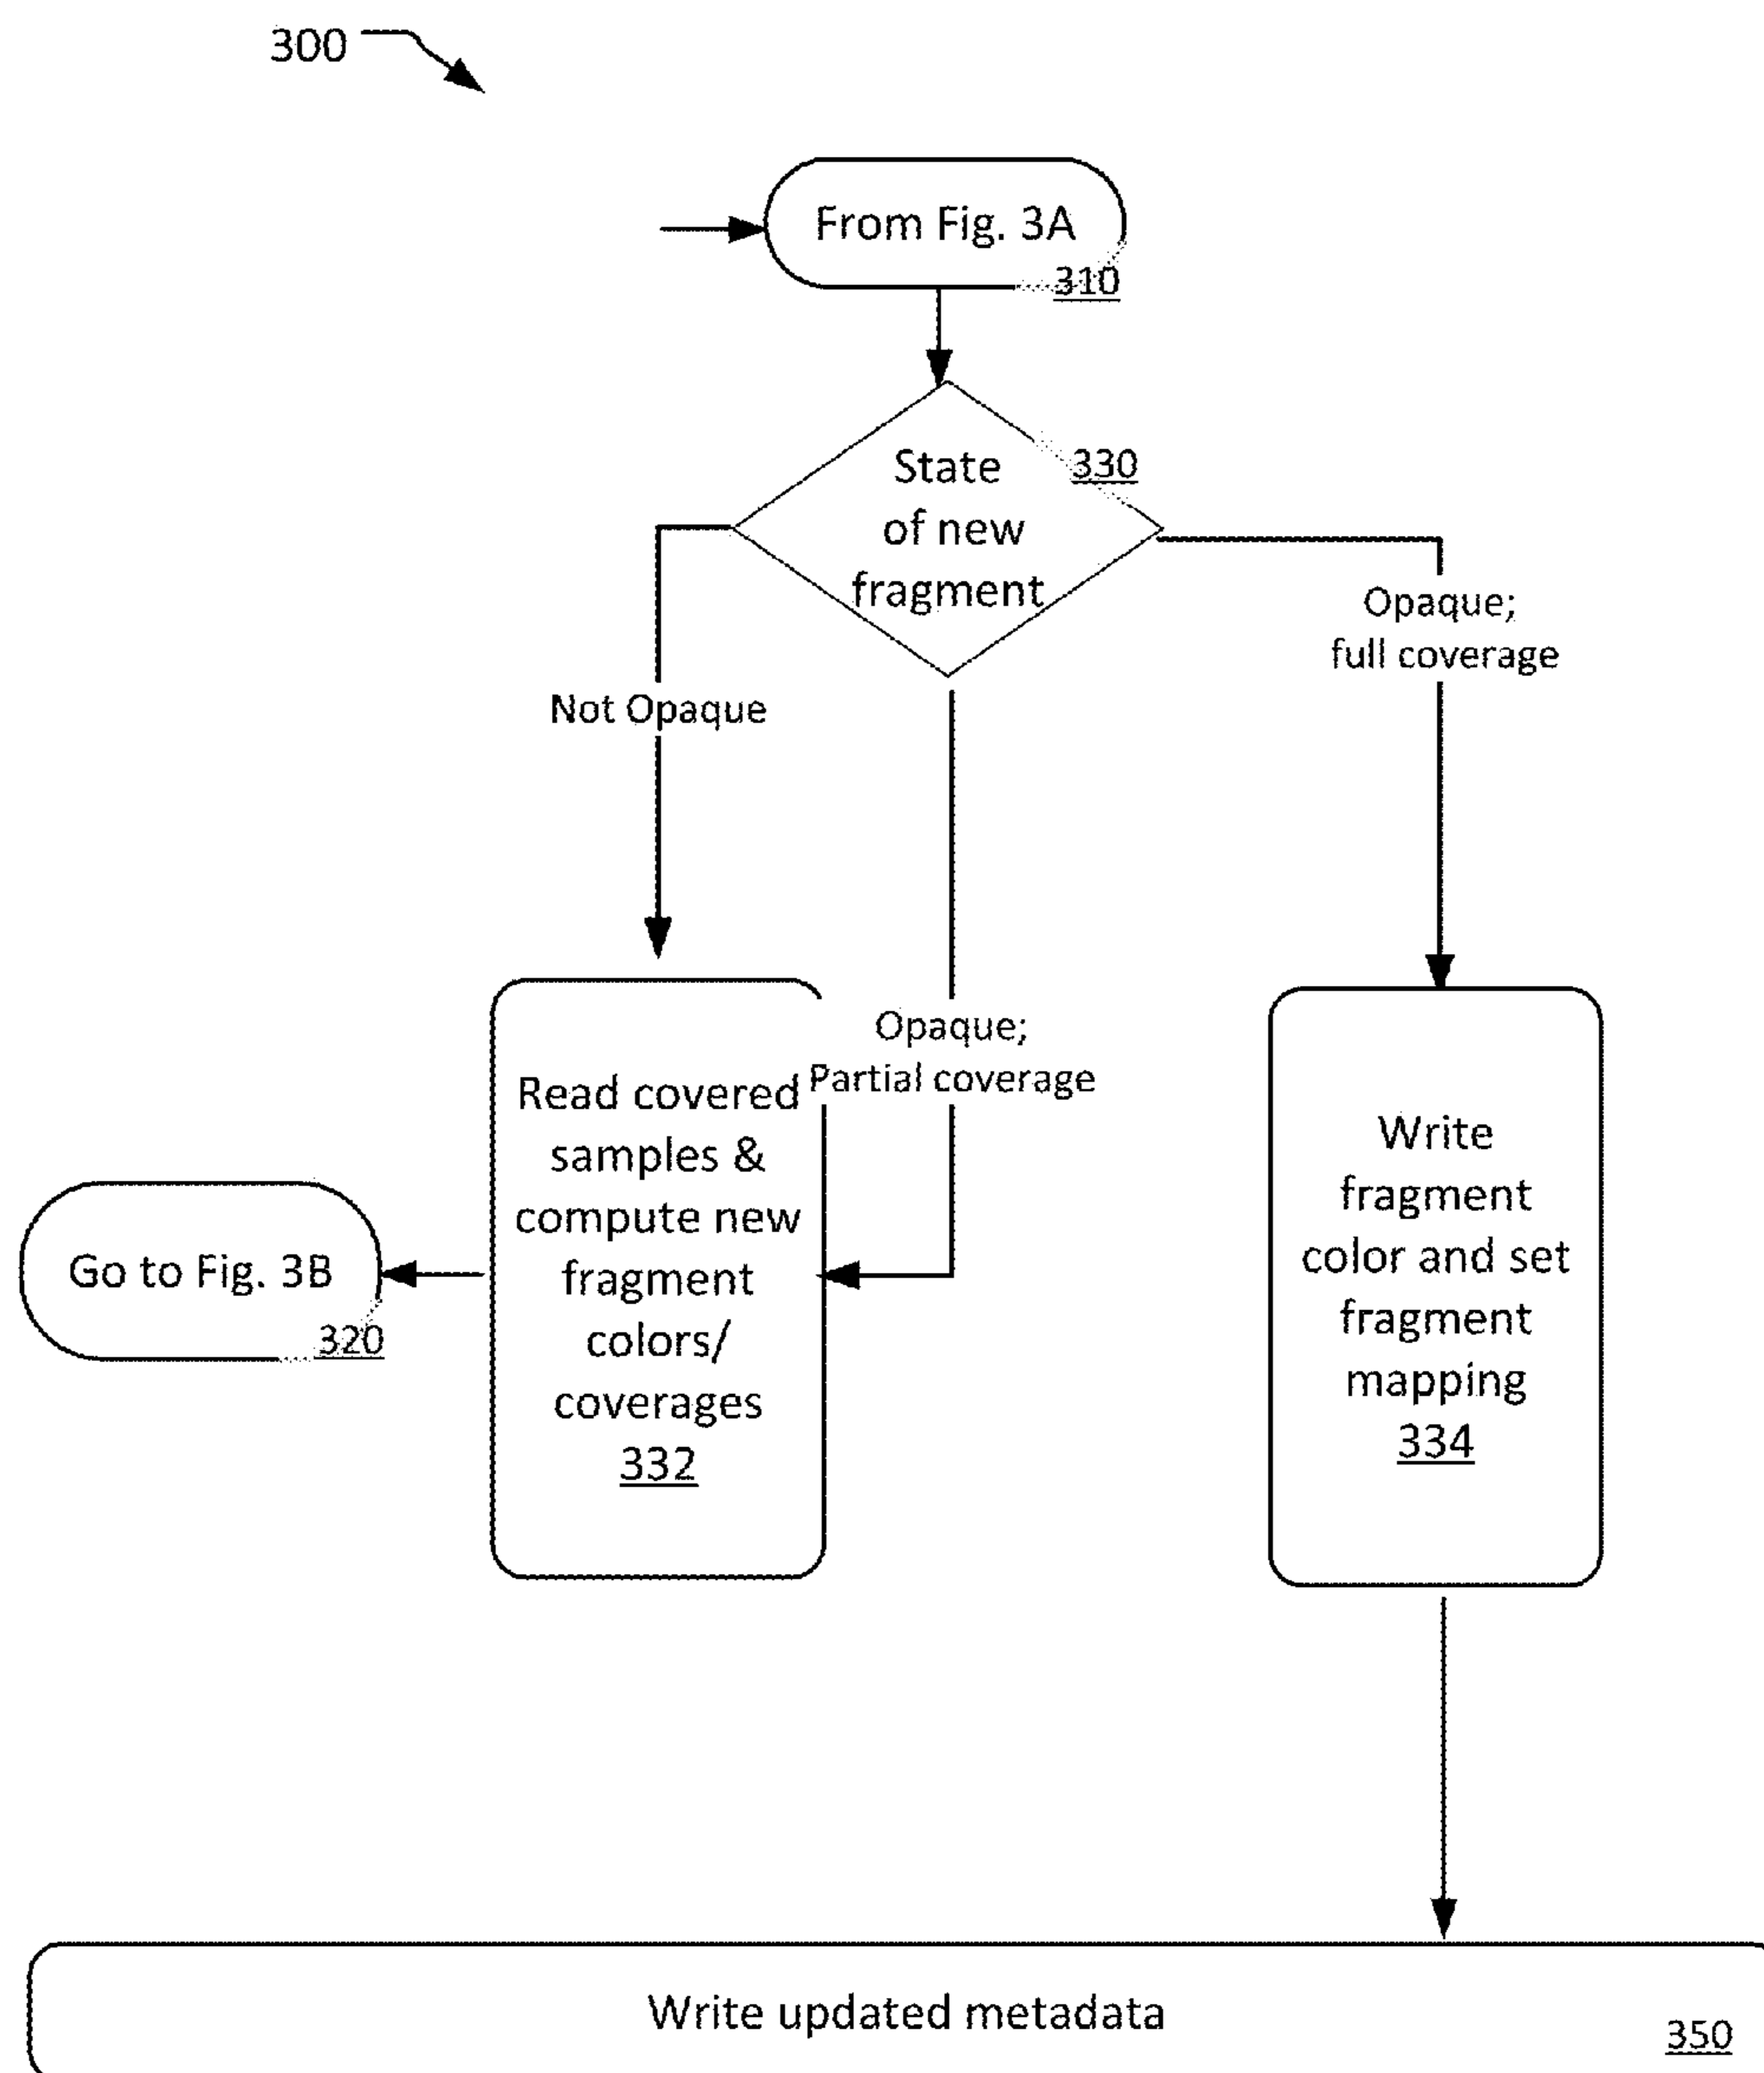 300
From Fig. 3A
310
State
of new
fragment
330
Opaque;
full coverage
Not Opaque
Opaque;
Partial coverage
Read covered
samples &
compute new
fragment
colors/
coverages
332
Go to Fig. 3B
320
Write
fragment
color and set
fragment
mapping
334
Write updated metadata
350